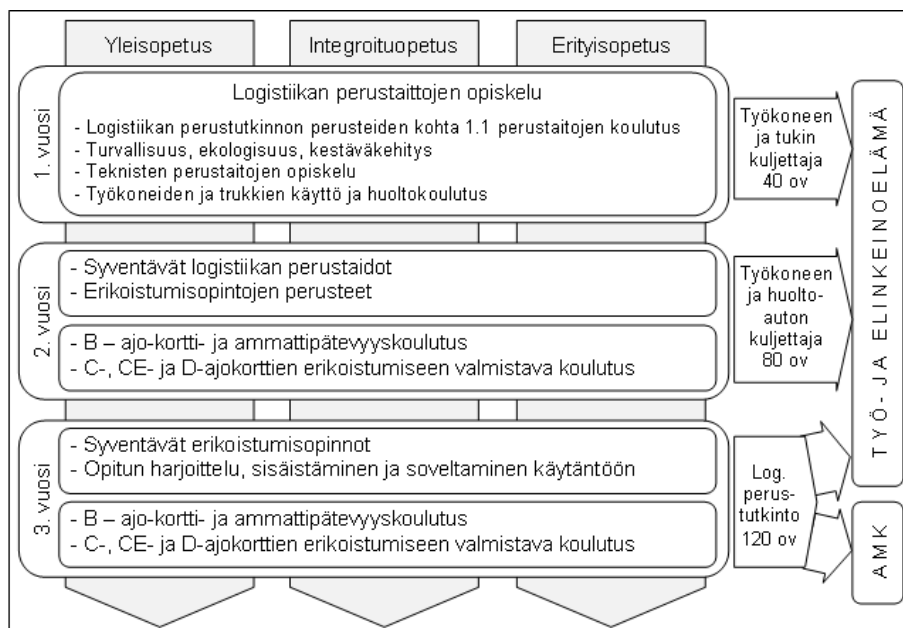 Yleisopetus
Integroituopetus
Erityisopetus
1. vuosi
Logistiikan perustaittojen opiskelu
- Logistiikan perustutkinnon perusteiden kohta 1.1 perustaitojen koulutus
- Turvallisuus, ekologisuus, kestäväkehitys
- Teknisten perustaitojen opiskelu
- Työkoneiden ja trukkien käyttö ja huoltokoulutus
Työkoneen
ja tukin
kuljettaja
40 ov
2. vuosi
- Syventävät logistiikan perustaidot
- Erikoistumisopintojen perusteet
- B – ajo-kortti- ja ammattipätevyyskoulutus
- C-, CE- ja D-ajokorttien erikoistumiseen valmistava koulutus
Työkoneen
ja huolto-
auton
kuljettaja
80 ov
3. vuosi
- Syventävät erikoistumisopinnot
- Opitun harjoittelu, sisäistäminen ja soveltaminen käytäntöön
- B – ajo-kortti- ja ammattipätevyyskoulutus
- C-, CE- ja D-ajokorttien erikoistumiseen valmistava koulutus
Log.
perus-
tutkinto
120 ov
TYÖ- JA ELINKEINOELÄMÄ
AMK